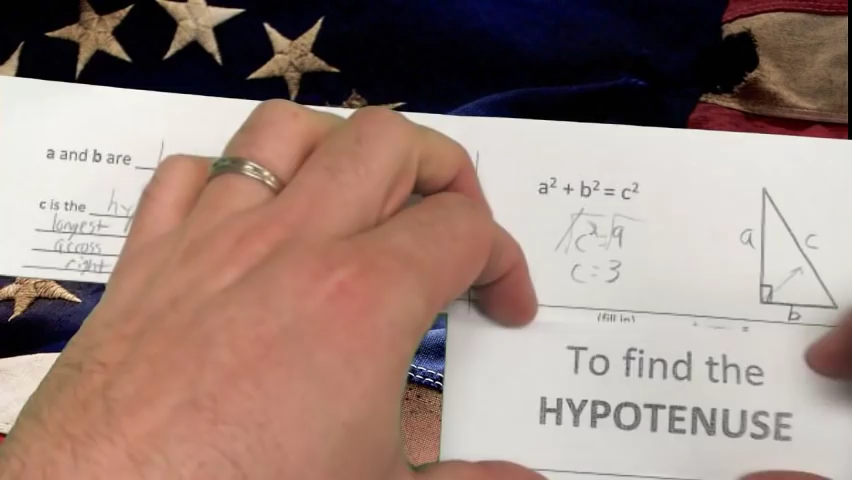 a and b are
c is the hy
longest
across
right
a² + b² = c²
√c² = √9
c = 3
a
c
b
(fill in)
To find the
HYPOTENUSE